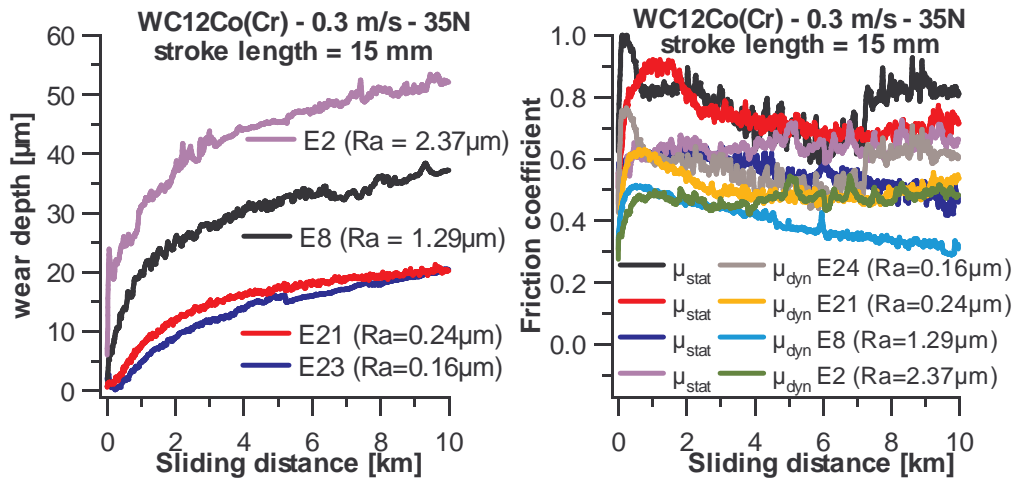 WC12Co(Cr) - 0.3 m/s - 35N
stroke length = 15 mm
60
50
40
30
20
10
0
wear depth [µm]
E2 (Ra = 2.37µm)
E8 (Ra = 1.29µm)
E21 (Ra=0.24µm)
E23 (Ra=0.16µm)
0 2 4 6 8 10
Sliding distance [km]
WC12Co(Cr) - 0.3 m/s - 35N
stroke length = 15 mm
1.0
0.8
0.6
0.4
0.2
0.0
Friction coefficient
µstat µdyn E24 (Ra=0.16µm)
µstat µdyn E21 (Ra=0.24µm)
µstat µdyn E8 (Ra=1.29µm)
µstat µdyn E2 (Ra=2.37µm)
0 2 4 6 8 10
Sliding distance [km]